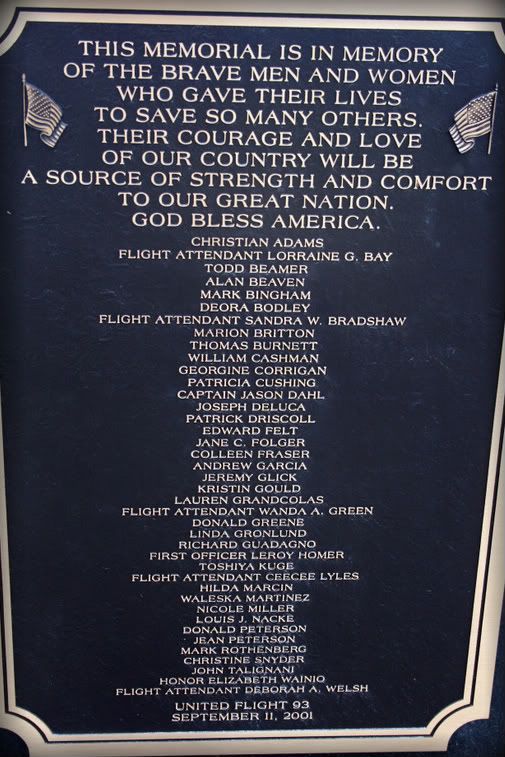 THIS MEMORIAL IS IN MEMORY
OF THE BRAVE MEN AND WOMEN
WHO GAVE THEIR LIVES
TO SAVE SO MANY OTHERS.
THEIR COURAGE AND LOVE
OF OUR COUNTRY WILL BE
A SOURCE OF STRENGTH AND COMFORT
TO OUR GREAT NATION.
GOD BLESS AMERICA.
CHRISTIAN ADAMS
FLIGHT ATTENDANT LORRAINE G. BAY
TODD BEAMER
ALAN BEAVEN
MARK BINGHAM
DEORA BODLEY
FLIGHT ATTENDANT SANDRA W. BRADSHAW
MARION BRITTON
THOMAS BURNETT
WILLIAM CASHMAN
GEORGINE CORRIGAN
PATRICIA CUSHING
CAPTAIN JASON DAHL
JOSEPH DELUCA
PATRICK DRISCOLL
EDWARD FELT
JANE C. FOLGER
COLLEEN FRASER
ANDREW GARCIA
JEREMY GLICK
KRISTIN GOULD
LAUREN GRANDCOLAS
FLIGHT ATTENDANT WANDA A. GREEN
DONALD GREENE
LINDA GRONLUND
RICHARD GUADAGNO
FIRST OFFICER LEROY HOMER
TOSHIYA KUGE
FLIGHT ATTENDANT CEECEE LYLES
HILDA MARCIN
WALESKA MARTINEZ
NICOLE MILLER
LOUIS J. NACKE
DONALD PETERSON
JEAN PETERSON
MARK ROTHENBERG
CHRISTINE SNYDER
JOHN TALIGNANI
HONOR ELIZABETH WAINIO
FLIGHT ATTENDANT DEBORAH A. WELSH
UNITED FLIGHT 93
SEPTEMBER 11, 2001